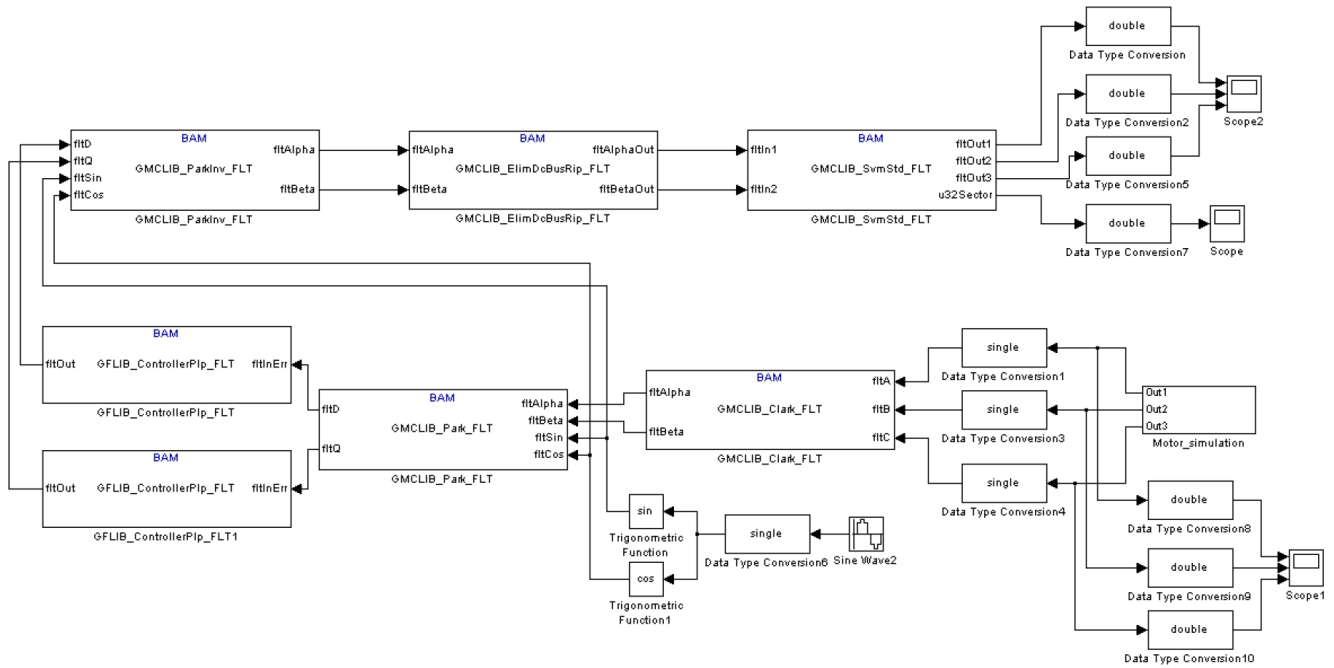 double
Data Type Conversion
double
Data Type Conversion2
Scope2
BAM
fltD
fltQ
fltSin
fltCos
GMCLIB_ParkInv_FLT
fltAlpha
fltBeta
GMCLIB_ParkInv_FLT
BAM
fltAlpha
fltBeta
GMCLIB_ElimDcBusRip_FLT
fltAlphaOut
fltBetaOut
GMCLIB_ElimDcBusRip_FLT
BAM
fltIn1
fltIn2
GMCLIB_SvmStd_FLT
fltOut1
fltOut2
fltOut3
u32Sector
GMCLIB_SvmStd_FLT
double
Data Type Conversion5
double
Data Type Conversion7
Scope
BAM
fltOut
GFLIB_ControllerPIp_FLT
fltInErr
GFLIB_ControllerPIp_FLT
BAM
fltOut
GFLIB_ControllerPIp_FLT
fltInErr
GFLIB_ControllerPIp_FLT1
BAM
fltD
fltQ
GMCLIB_Park_FLT
fltAlpha
fltBeta
fltSin
fltCos
GMCLIB_Park_FLT
BAM
fltAlpha
fltBeta
GMCLIB_Clark_FLT
fltA
fltB
fltC
GMCLIB_Clark_FLT
single
Data Type Conversion1
single
Data Type Conversion3
single
Data Type Conversion4
Out1
Out2
Out3
Motor_simulation
sin
Trigonometric
Function
cos
Trigonometric
Function1
single
Data Type Conversion6
Sine Wave2
double
Data Type Conversion8
double
Data Type Conversion9
double
Data Type Conversion10
Scope1